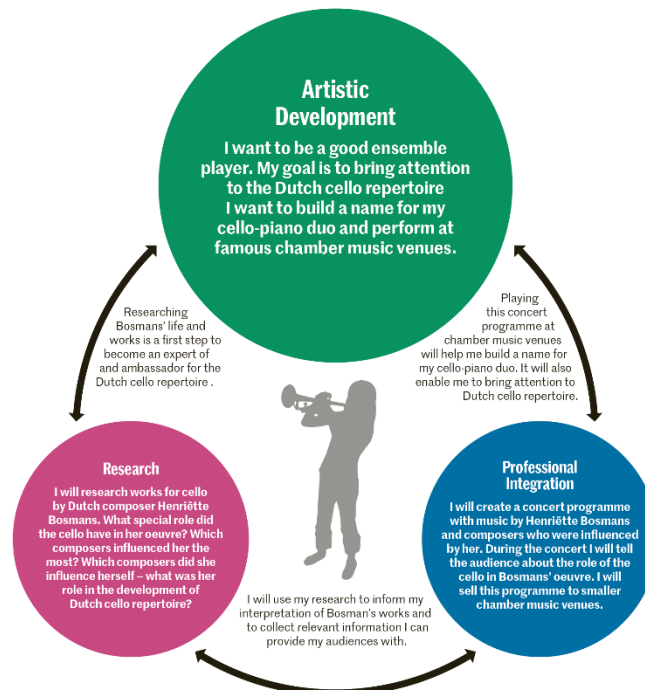 Artistic
Development
I want to be a good ensemble
player. My goal is to bring attention
to the Dutch cello repertoire
I want to build a name for my
cello-piano duo and perform at
famous chamber music venues.
Researching
Bosmans' life and
works is a first step to
become an expert of
and ambassador for the
Dutch cello repertoire .
Playing
this concert
programme at
chamber music venues
will help me build a name for
my cello-piano duo. It will also
enable me to bring attention to
Dutch cello repertoire.
Research
I will research works for cello
by Dutch composer Henriëtte
Bosmans. What special role did
the cello have in her oeuvre? Which
composers influenced her the
most? Which composers did she
influence herself – what was her
role in the development of
Dutch cello repertoire?
Professional
Integration
I will create a concert programme
with music by Henriëtte Bosmans
and composers who were influenced
by her. During the concert I will tell
the audience about the role of the
cello in Bosmans' oeuvre. I will
sell this programme to smaller
chamber music venues.
I will use my research to inform my
interpretation of Bosman's works and
to collect relevant information I can
provide my audiences with.